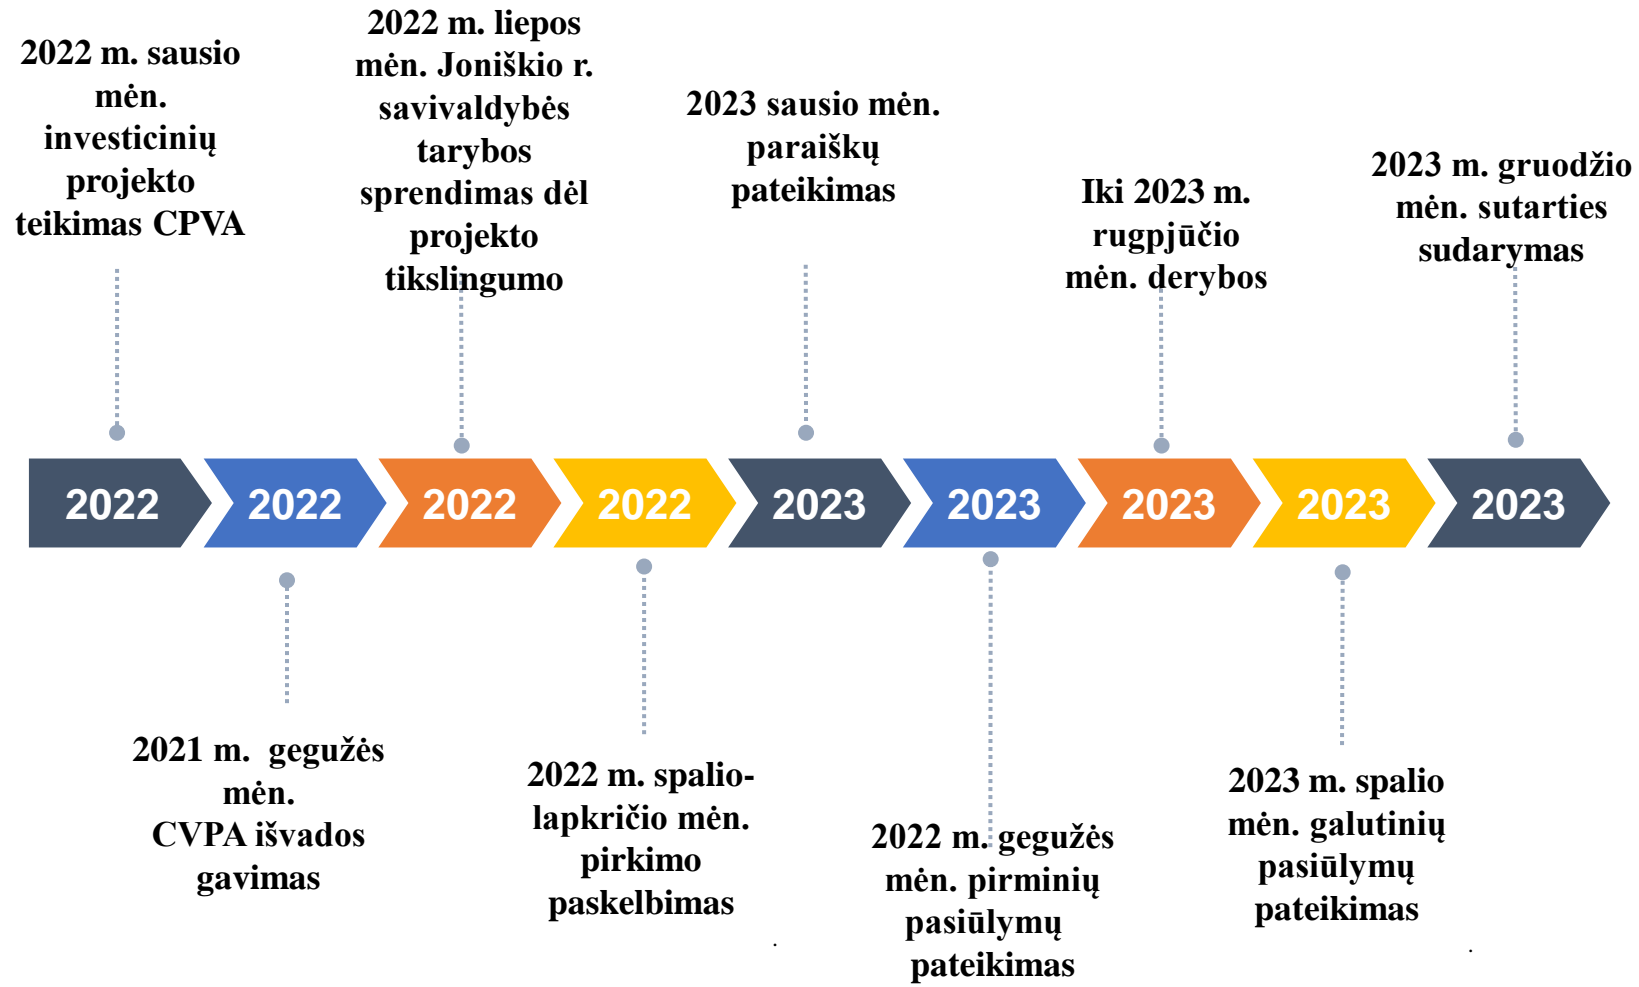 2022 m. sausio
mėn.
investicinių
projekto
teikimas CPVA
2022 m. liepos
mėn. Joniškio r.
savivaldybės
tarybos
sprendimas dėl
projekto
tikslingumo
2023 sausio mėn.
paraiškų
pateikimas
Iki 2023 m.
rugpjūčio
mėn. derybos
2023 m. gruodžio
mėn. sutarties
sudarymas
2022
2022
2022
2022
2023
2023
2023
2023
2023
2021 m.  gegužės
mėn.
CVPA išvados
gavimas
2022 m. spalio-
lapkričio mėn.
pirkimo
paskelbimas
.
2022 m. gegužės
mėn. pirminių
pasiūlymų
pateikimas
2023 m. spalio
mėn. galutinių
pasiūlymų
pateikimas
.